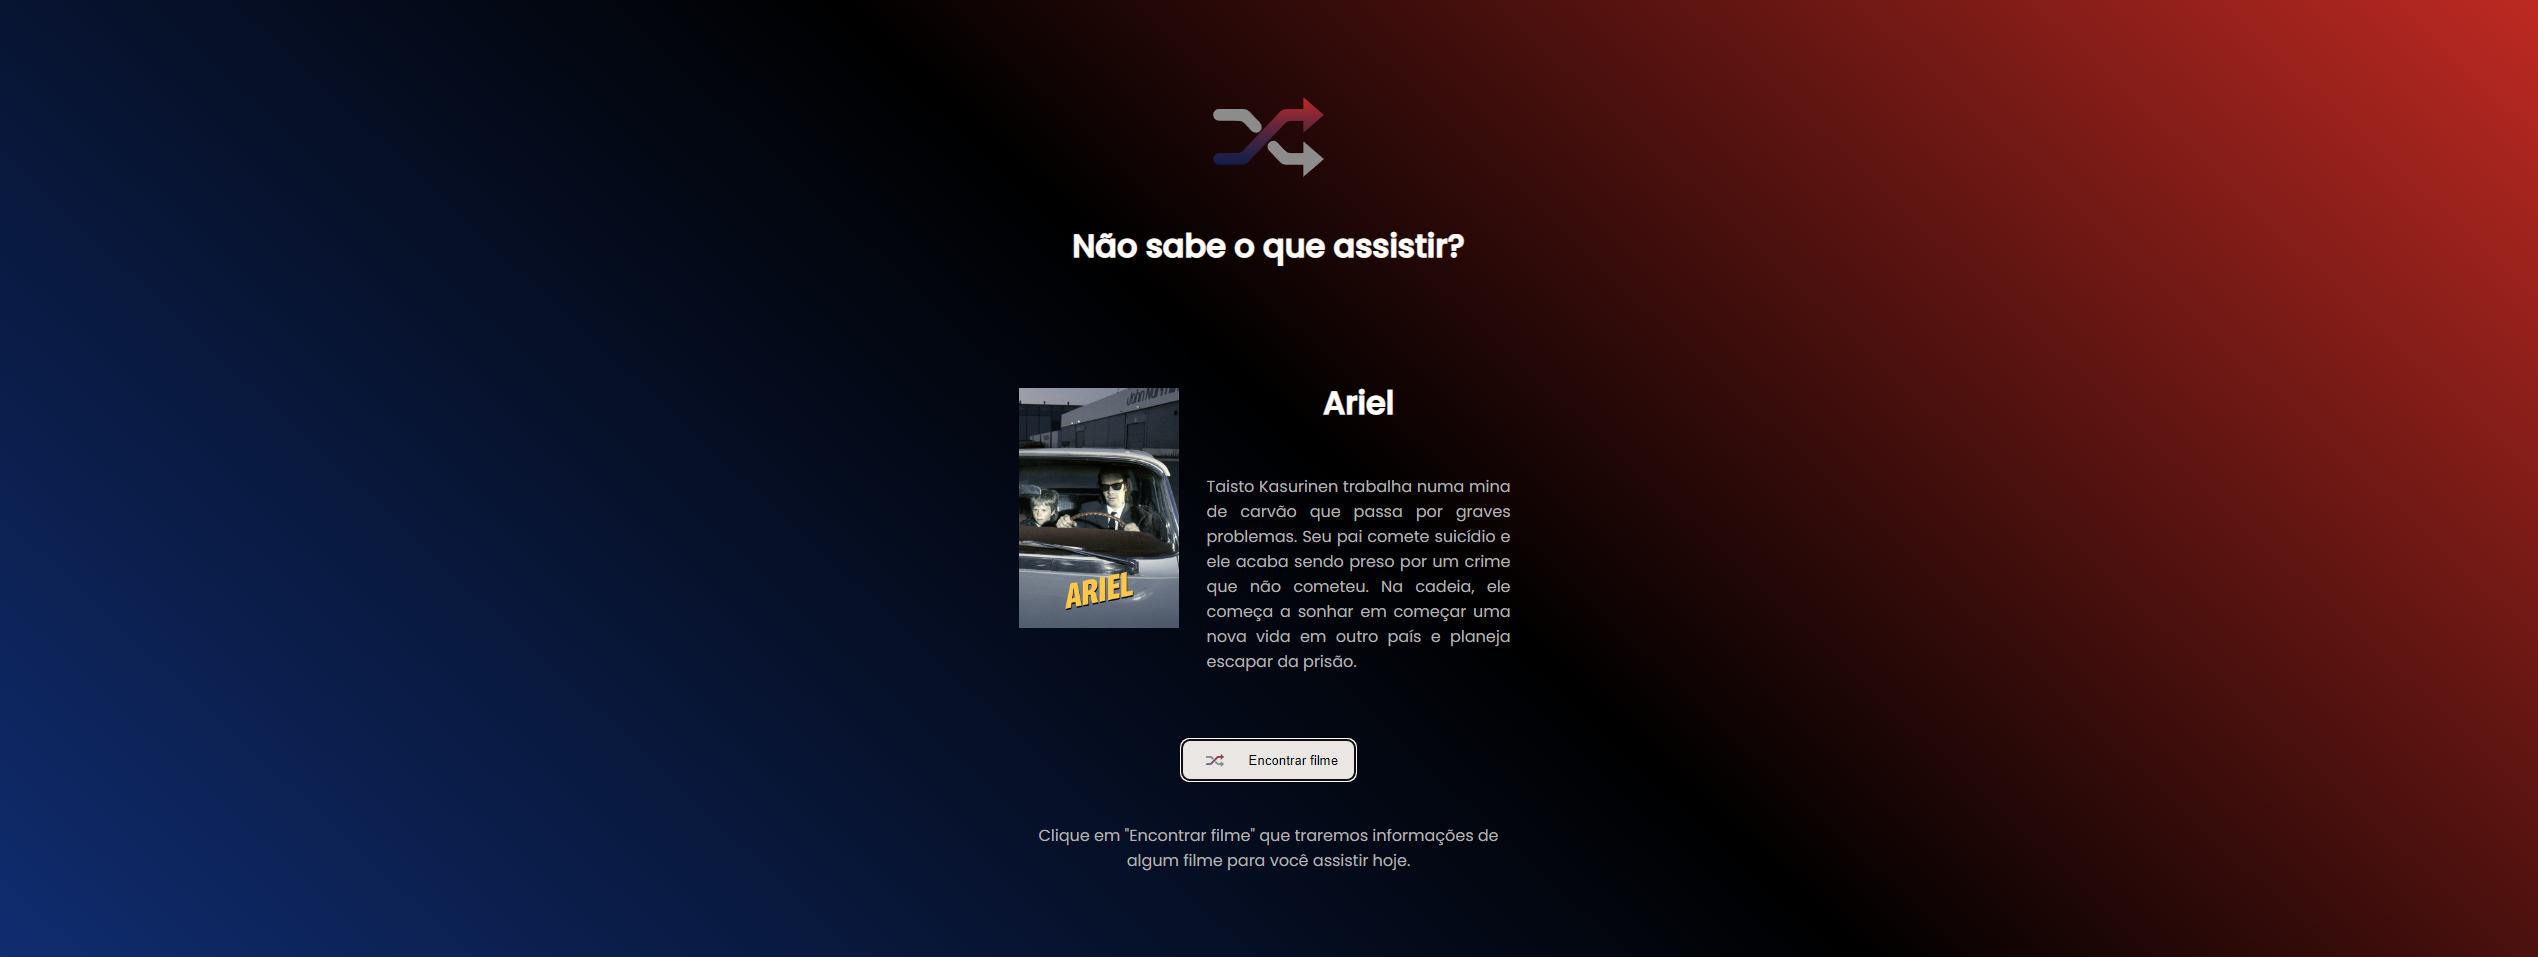 Não sabe o que assistir?
Ariel
Taisto Kasurinen trabalha numa mina
de carvão que passa por graves
problemas. Seu pai comete suicídio e
ele acaba sendo preso por um crime
que não cometeu. Na cadeia, ele
começa a sonhar em começar uma
nova vida em outro país e planeja
escapar da prisão.
ARIEL
Encontrar filme
Clique em "Encontrar filme" que traremos informações de
algum filme para você assistir hoje.